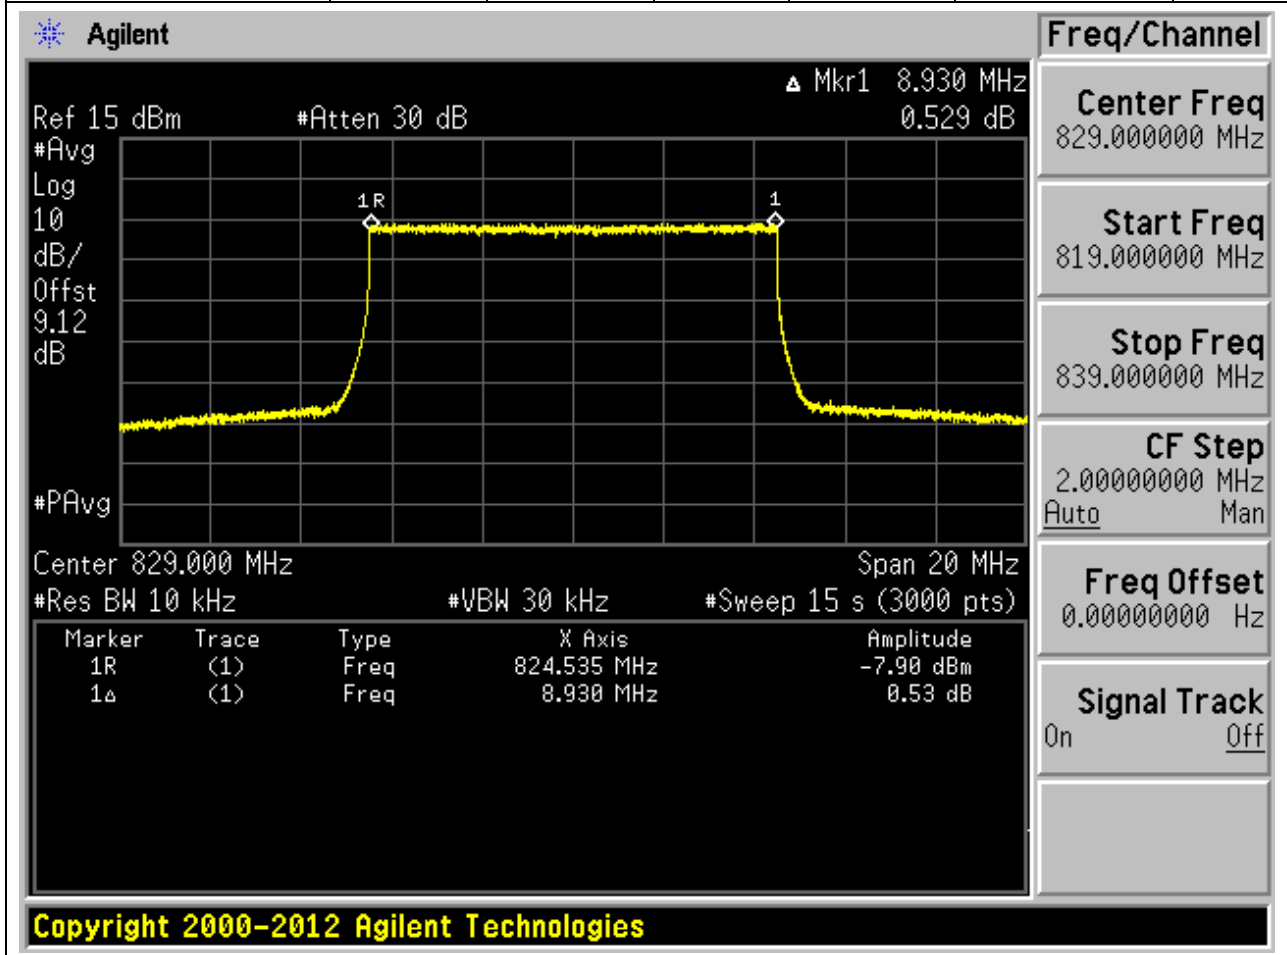 Agilent
Freq/Channel
Δ Mkr1 8.930 MHz
Ref 15 dBm #Atten 30 dB 0.529 dB
#Avg
Log
10
dB/
Offst
9.12
dB
1R
1
#PAvg
Center 829.000 MHz Span 20 MHz
#Res BW 10 kHz #VBW 30 kHz #Sweep 15 s (3000 pts)
Marker Trace Type X Axis Amplitude
1R (1) Freq 824.535 MHz -7.90 dBm
1Δ (1) Freq 8.930 MHz 0.53 dB
Center Freq
829.000000 MHz
Start Freq
819.000000 MHz
Stop Freq
839.000000 MHz
CF Step
2.00000000 MHz
Auto Man
Freq Offset
0.00000000 Hz
Signal Track
On Off
Copyright 2000-2012 Agilent Technologies